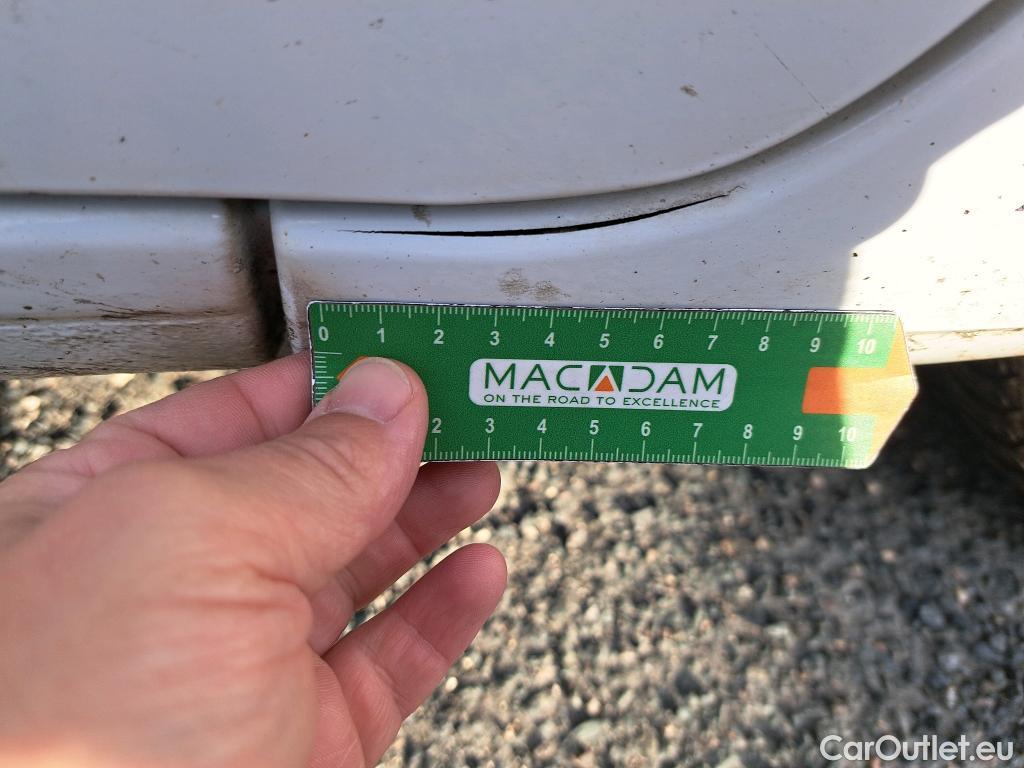 0 1 2 3 4 5 6 7 8 9 10
MACADAM
ON THE ROAD TO EXCELLENCE
2 3 4 5 6 7 8 9 10
CarOutlet.eu